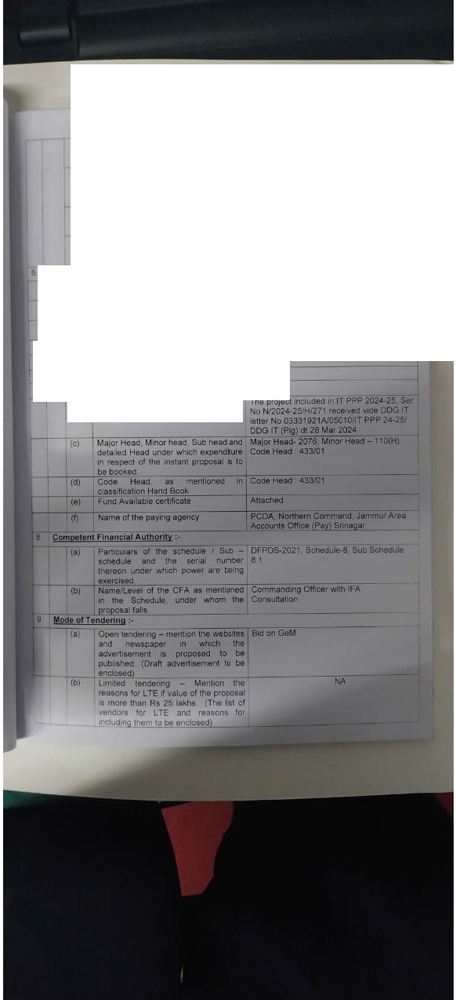 6
The project included in IT PPP 2024-25, Ser
No N/2024-25/H/271 received vide DDG IT
letter No 03331921A/05010/IT PPP 24-25/
DDG IT (Plg) dt 28 Mar 2024
(c) Major Head, Minor head, Sub head and
detailed Head under which expenditure
in respect of the instant proposal is to
be booked.
Major Head- 2076, Minor Head – 110(H)
Code Head 433/01
(d) Code Head, as mentioned in
classification Hand Book
Code Head 433/01
(e) Fund Available certificate
Attached
(f) Name of the paying agency
PCDA, Northern Command, Jammu/ Area
Accounts Office (Pay) Srinagar
8 Competent Financial Authority :-
(a) Particulars of the schedule / Sub –
schedule and the serial number
thereon under which power are being
exercised.
DFPDS-2021, Schedule-8, Sub Schedule
8.1
(b) Name/Level of the CFA as mentioned
in the Schedule, under whom the
proposal falls
Commanding Officer with IFA
Consultation
9 Mode of Tendering :-
(a) Open tendering – mention the websites
and newspaper in which the
advertisement is proposed to be
published. (Draft advertisement to be
enclosed)
Bid on GeM
(b) Limited tendering – Mention the
reasons for LTE if value of the proposal
is more than Rs 25 lakhs. (The list of
vendors for LTE and reasons for
including them to be enclosed)
NA